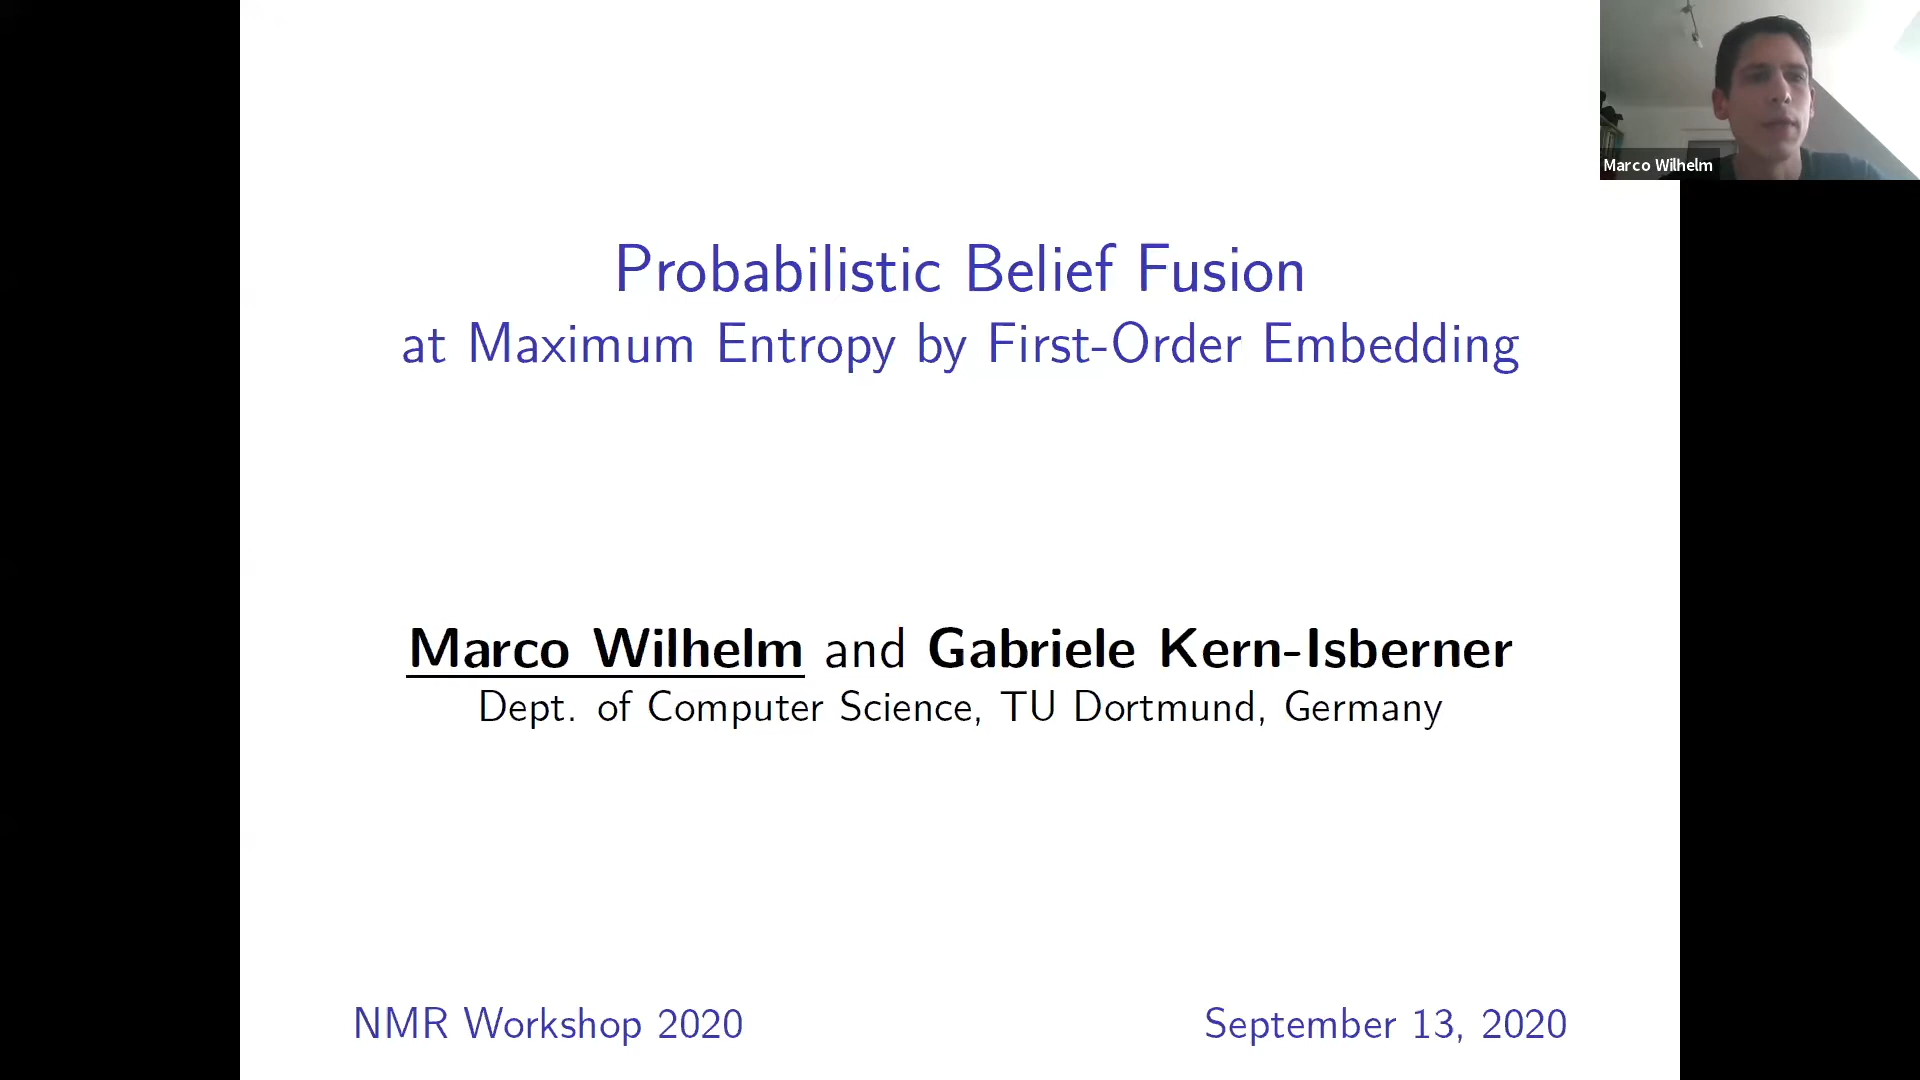 Marco Wilhelm
Probabilistic Belief Fusion
at Maximum Entropy by First-Order Embedding
Marco Wilhelm and Gabriele Kern-Isberner
Dept. of Computer Science, TU Dortmund, Germany
NMR Workshop 2020
September 13, 2020